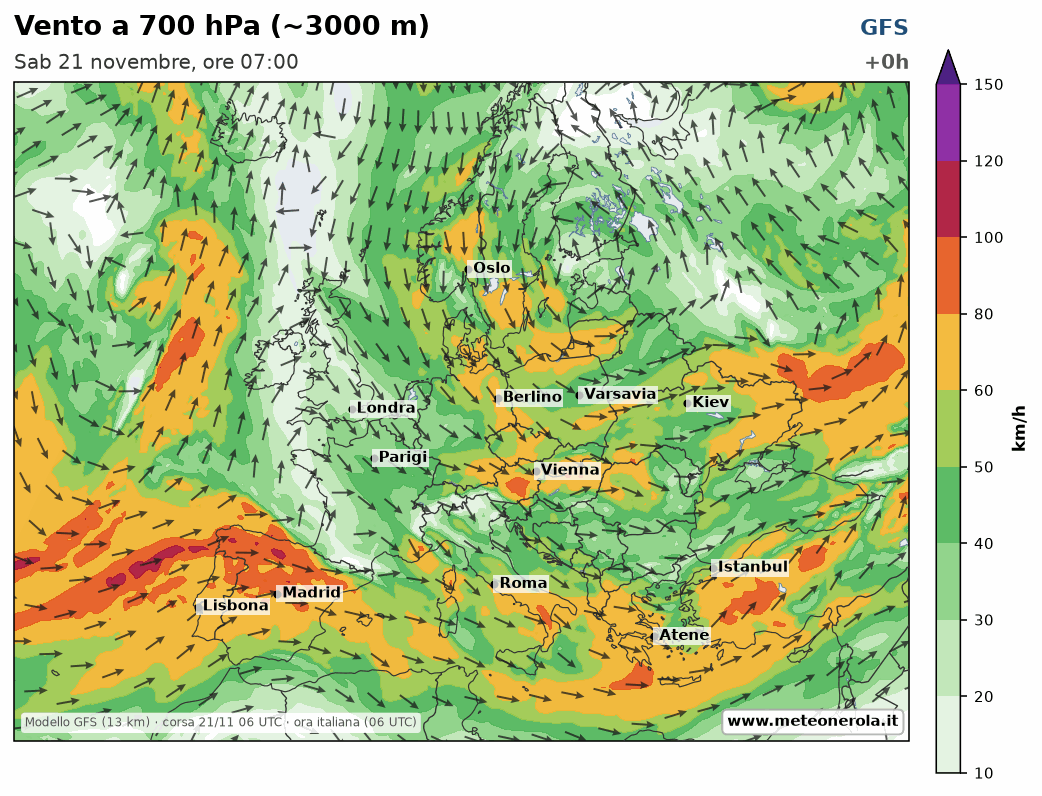 Vento a 700 hPa (~3000 m)
GFS
Sab 21 novembre, ore 07:00
+0h
150
120
100
80
60
50
40
30
20
10
km/h
Oslo
Berlino
Varsavia
Kiev
Londra
Parigi
Vienna
Istanbul
Roma
Madrid
Lisbona
Atene
Modello GFS (13 km) · corsa 21/11 06 UTC · ora italiana (06 UTC)
www.meteonerola.it